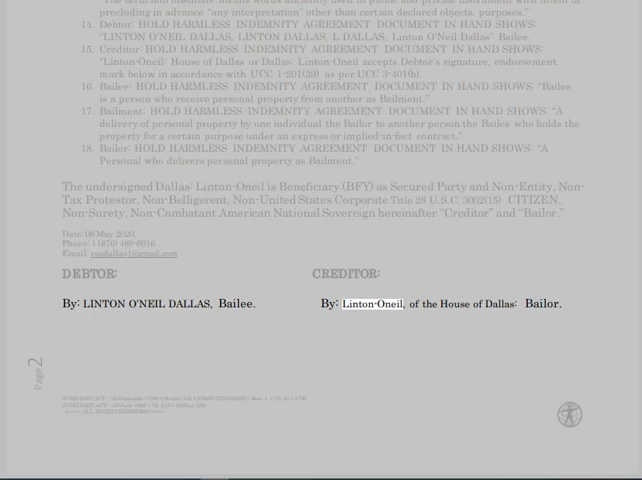 precluding in advance "any interpretation" other than certain declared objects, purposes."
14. Debtor: HOLD HARMLESS INDEMNITY AGREEMENT DOCUMENT IN HAND SHOWS:
"LINTON O'NEIL DALLAS, LINTON DALLAS, L DALLAS, Linton O'Neil Dallas" Bailee.
15. Creditor: HOLD HARMLESS INDEMNITY AGREEMENT DOCUMENT IN HAND SHOWS:
"Linton-Oneil: House of Dallas or Dallas: Linton-Oneil accepts Debtor's signature, endorsement
mark below in accordance with UCC 1-201(39) as per UCC 3-401(b).
16. Bailee: HOLD HARMLESS INDEMNITY AGREEMENT DOCUMENT IN HAND SHOWS: "Bailee
is a person who receive personal property from another as Bailment."
17. Bailment: HOLD HARMLESS INDEMNITY AGREEMENT DOCUMENT IN HAND SHOWS: "A
delivery of personal property by one individual the Bailor to another person the Bailee who holds the
property for a certain purpose under an express or implied-in-fact contract."
18. Bailor: HOLD HARMLESS INDEMNITY AGREEMENT DOCUMENT IN HAND SHOWS: "A
Personal who delivers personal property as Bailment."
The undersigned Dallas: Linton-Oneil is Beneficiary (BFY) as Secured Party and Non-Entity, Non-
Tax Protestor, Non-Belligerent, Non-United States Corporate Title 28 U.S.C. 3002(15) CITIZEN,
Non-Surety, Non-Combatant American National Sovereign hereinafter "Creditor" and "Bailor."
Date: 06 May 2020.
Phone: 1 (876)
Email:
DEBTOR: CREDITOR:
By: LINTON O'NEIL DALLAS, Bailee. By: Linton-Oneil, of the House of Dallas: Bailor.
Page 2